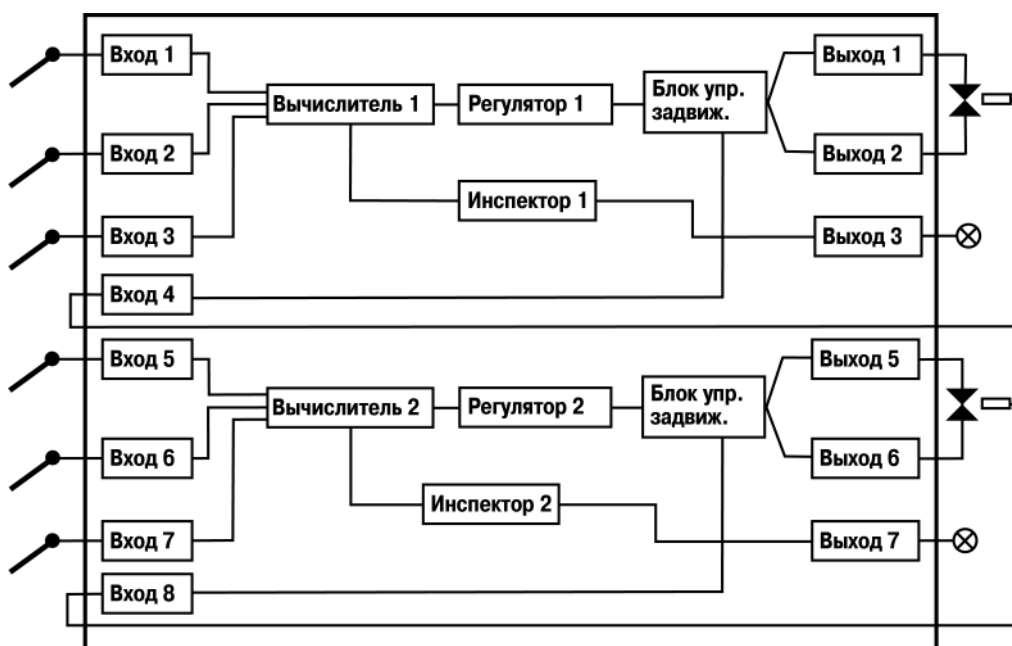 Вход 1
Выход 1
Вычислитель 1
Регулятор 1
Блок упр.
задвиж.
Вход 2
Выход 2
Инспектор 1
Вход 3
Выход 3
Вход 4
Вход 5
Выход 5
Вычислитель 2
Регулятор 2
Блок упр.
задвиж.
Вход 6
Выход 6
Инспектор 2
Вход 7
Выход 7
Вход 8